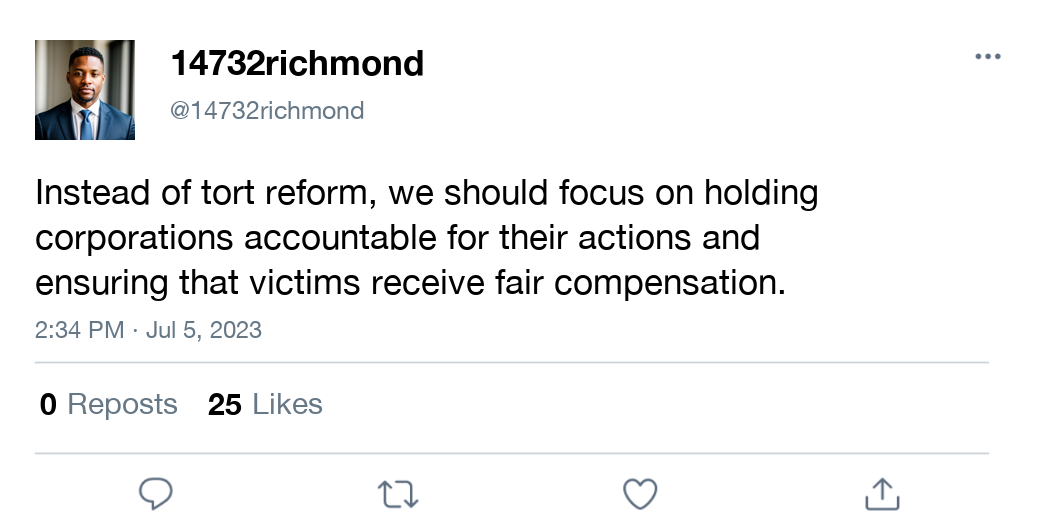 14732richmond
@14732richmond
Instead of tort reform, we should focus on holding
corporations accountable for their actions and
ensuring that victims receive fair compensation.
2:34 PM · Jul 5, 2023
0 Reposts 25 Likes